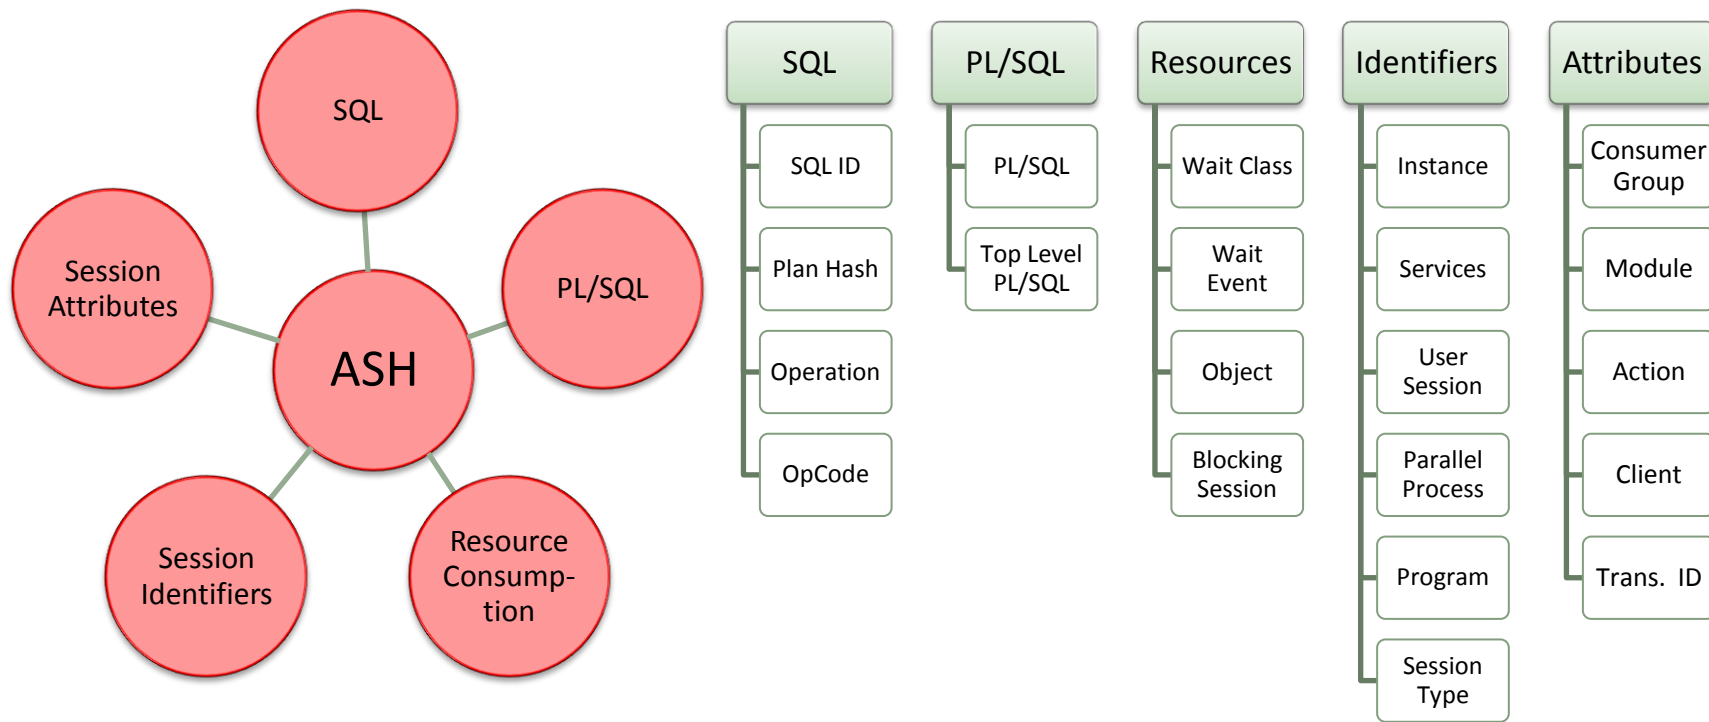 SQL
Session
Attributes
PL/SQL
ASH
Session
Identifiers
Resource
Consump-
tion
SQL
SQL ID
Plan Hash
Operation
OpCode
PL/SQL
PL/SQL
Top Level
PL/SQL
Resources
Wait Class
Wait
Event
Object
Blocking
Session
Identifiers
Instance
Services
User
Session
Parallel
Process
Program
Session
Type
Attributes
Consumer
Group
Module
Action
Client
Trans. ID